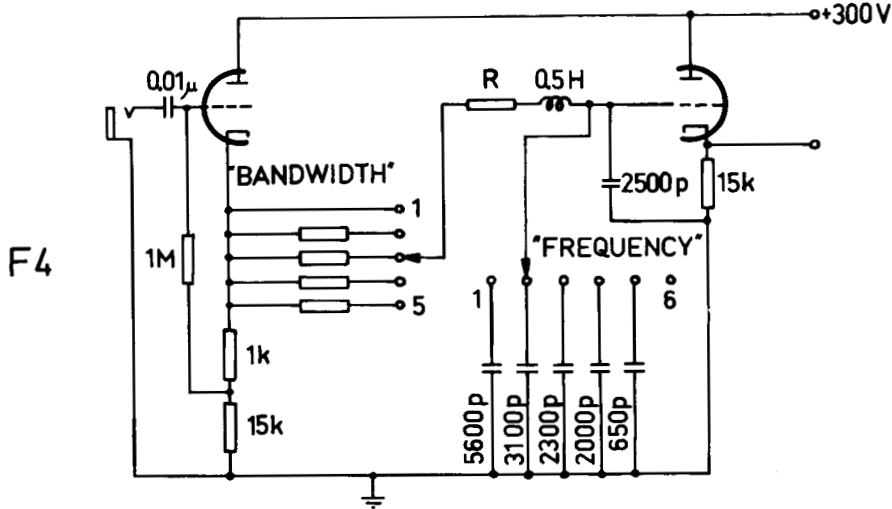 +300V
0.01µ
R
0.5H
"BANDWIDTH"
1
2500p
15k
F4
1M
"FREQUENCY"
5
1
6
1k
15k
5600p
3100p
2300p
2000p
650p